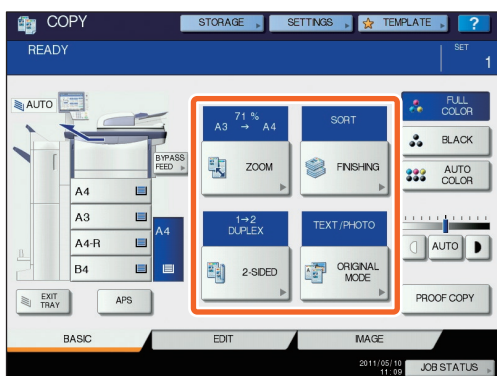 COPY
STORAGE
SETTINGS
TEMPLATE
?
READY
SET
1
AUTO
71 %
A3 → A4
ZOOM
SORT
FINISHING
FULL
COLOR
BLACK
AUTO
COLOR
BYPASS
FEED
A4
A3
A4-R
B4
A4
1→2
DUPLEX
2-SIDED
TEXT/PHOTO
ORIGINAL
MODE
AUTO
EXIT
TRAY
APS
PROOF COPY
BASIC
EDIT
IMAGE
2011/05/10
11:09
JOB STATUS